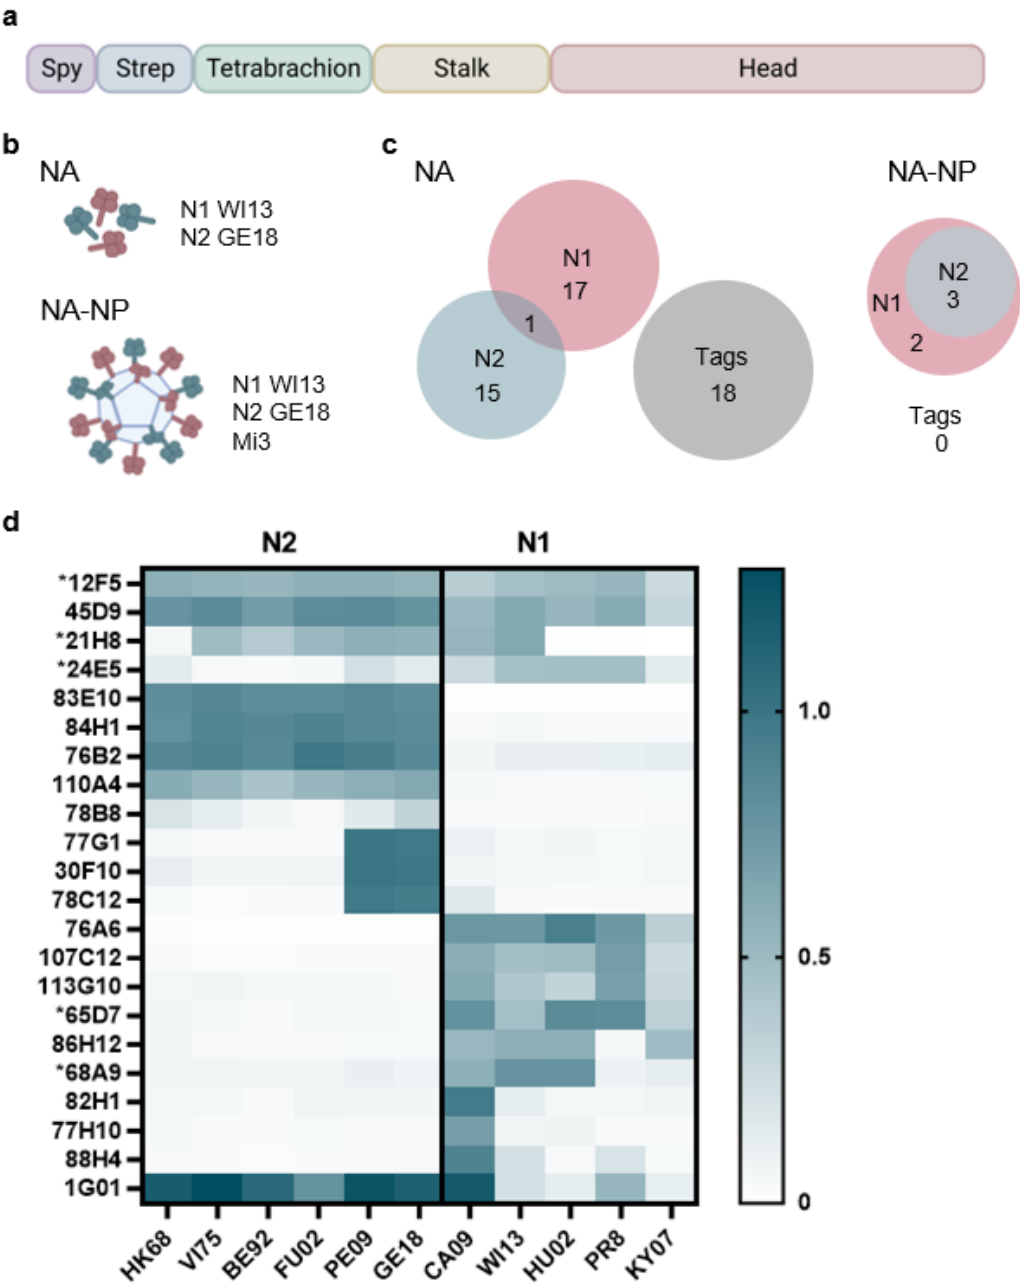 a
Spy Strep Tetrabrachion Stalk Head
b
NA
N1 WI13
N2 GE18
NA-NP
N1 WI13
N2 GE18
Mi3
c
NA
N1
17
1
N2
15
Tags
18
NA-NP
N2
3
N1
2
Tags
0
d
N2 N1
*12F5
45D9
*21H8
*24E5
83E10
84H1
76B2
110A4
78B8
77G1
30F10
78C12
76A6
107C12
113G10
*65D7
86H12
*68A9
82H1
77H10
88H4
1G01
HK68 VI75 BE92 FU02 PE09 GE18 CA09 WI13 HU02 PR8 KY07
1.0
0.5
0